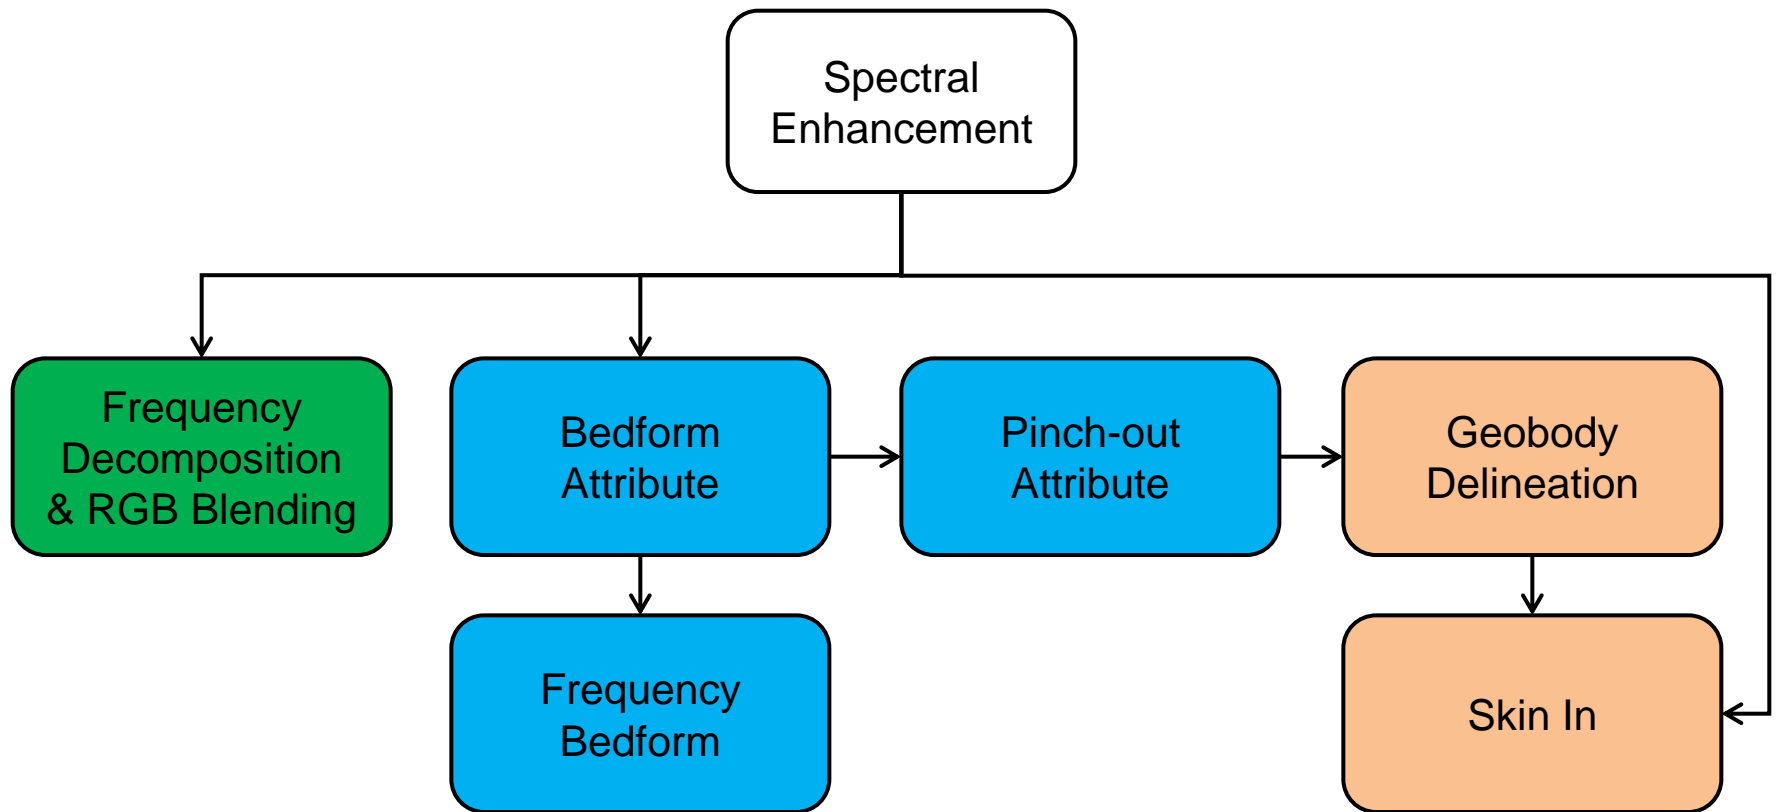 Spectral
Enhancement
Frequency
Decomposition
& RGB Blending
Bedform
Attribute
Pinch-out
Attribute
Geobody
Delineation
Frequency
Bedform
Skin In